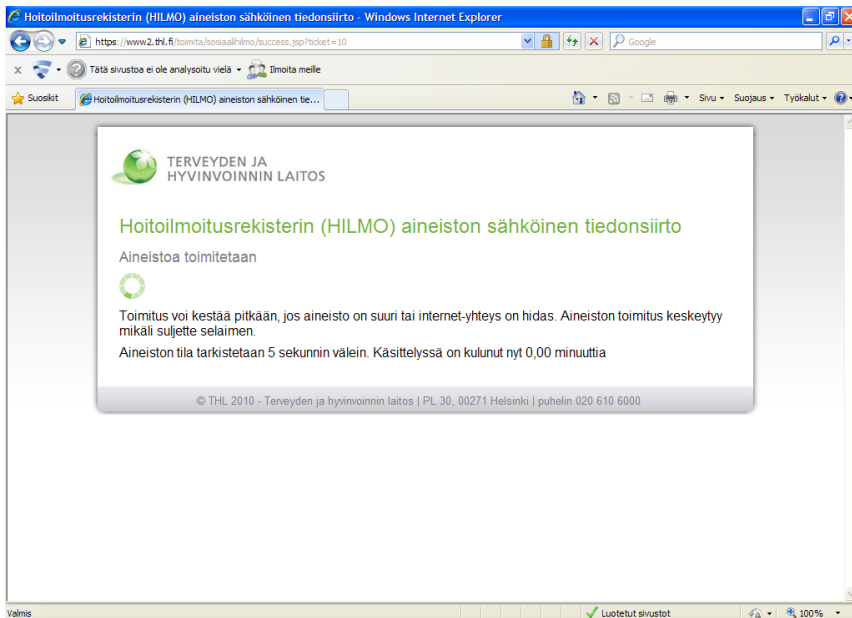 Hoitoilmoitusrekisterin (HILMO) aineiston sähköinen tiedonsiirto - Windows Internet Explorer
https://www2.thl.fi/toimita/sosiaalihilmo/success.jsp?ticket=10
Google
x
Tätä sivustoa ei ole analysoitu vielä
Ilmoita meille
Suosikit
Hoitoilmoitusrekisterin (HILMO) aineiston sähköinen tie...
Sivu
Suojaus
Työkalut
TERVEYDEN JA
HYVINVOINNIN LAITOS
Hoitoilmoitusrekisterin (HILMO) aineiston sähköinen tiedonsiirto
Aineistoa toimitetaan
Toimitus voi kestää pitkään, jos aineisto on suuri tai internet-yhteys on hidas. Aineiston toimitus keskeytyy
mikäli suljette selaimen.
Aineiston tila tarkistetaan 5 sekunnin välein. Käsittelyssä on kulunut nyt 0,00 minuuttia
© THL 2010 - Terveyden ja hyvinvoinnin laitos | PL 30, 00271 Helsinki | puhelin 020 610 6000
Valmis
Luotetut sivustot
100%